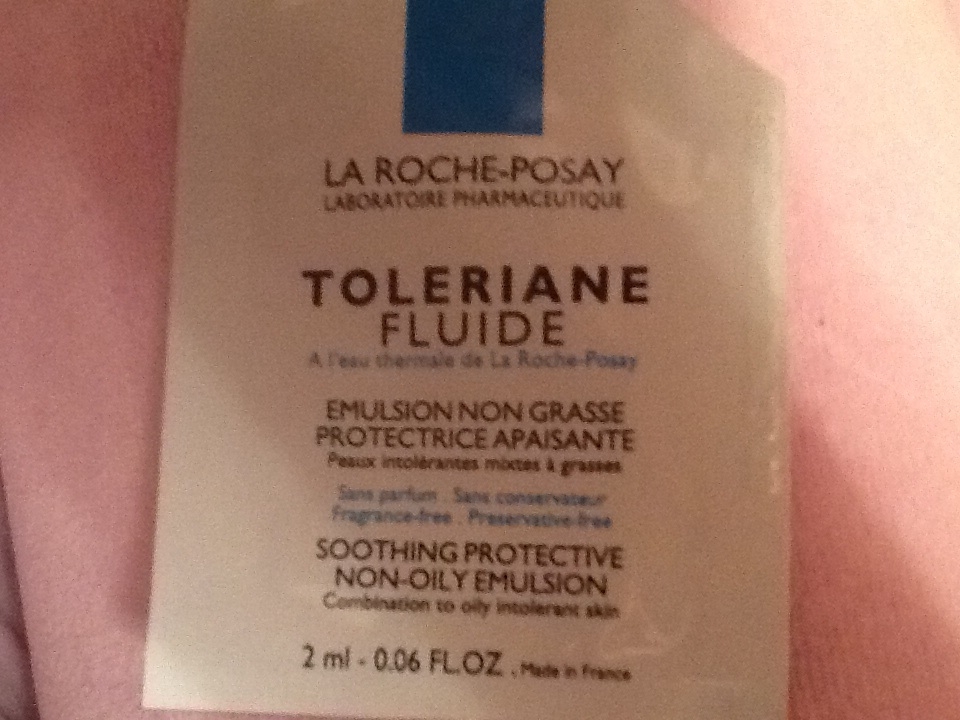 LA ROCHE-POSAY
LABORATOIRE PHARMACEUTIQUE
TOLERIANE
FLUIDE
A l'eau thermale de La Roche-Posay
EMULSION NON GRASSE
PROTECTRICE APAISANTE
Peaux intolérantes mixtes à grasses
Sans parfum . Sans conservateur
Fragrance-free . Preservative-free
SOOTHING PROTECTIVE
NON-OILY EMULSION
Combination to oily intolerant skin
2 ml - 0.06 FL.OZ . Made in France